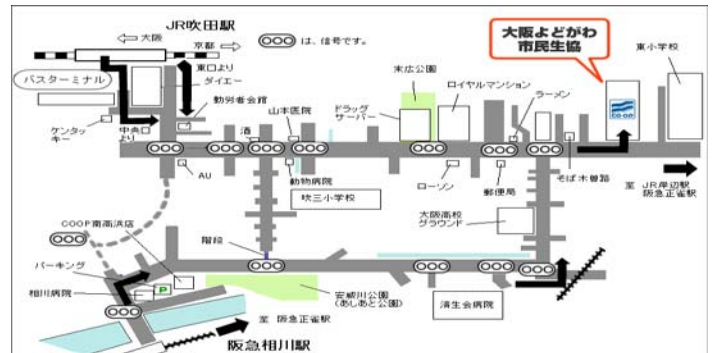 JR吹田駅
大阪
京都
は、信号です。
大阪よどがわ
市民生協
東小学校
バスターミナル
東口より
ダイエー
勤労者会館
末広公園
ロイヤルマンション
ケンタッ
キー
中央口
より
酒
山本医院
ドラッグ
サーバー
ラーメン
CO-OP
AU
動物病院
ローソン
郵便局
そば木曽路
至 JR岸辺駅
阪急正雀駅
吹三小学校
大阪高校
グラウンド
COOP南高浜店
階段
パーキング
相川病院
P
安威川公園
(あしあと公園)
済生会病院
至 阪急正雀駅
阪急相川駅